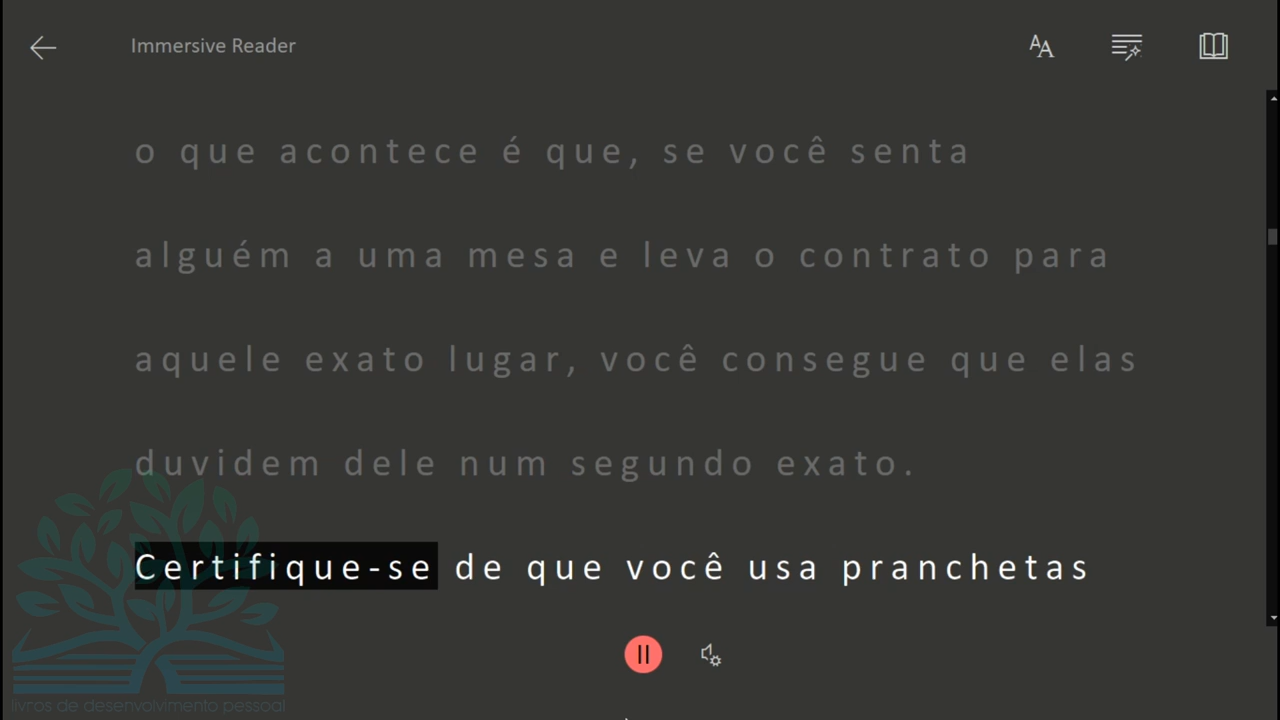 Immersive Reader
o que acontece é que, se você senta
alguém a uma mesa e leva o contrato para
aquele exato lugar, você consegue que elas
duvidem dele num segundo exato.
Certifique-se de que você usa pranchetas
livros de desenvolvimento pessoal